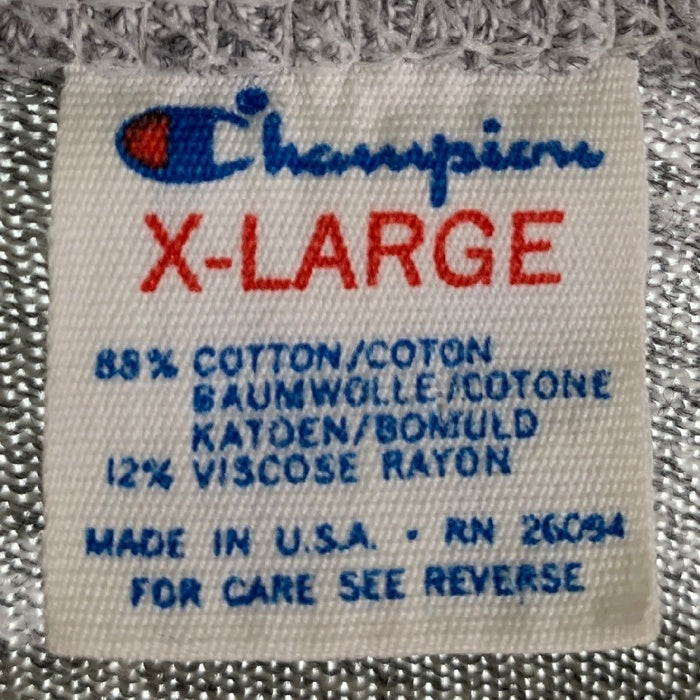 Champion
X-LARGE
88% COTTON/COTON
BAUMWOLLE/COTONE
KATOEN/BOMULD
12% VISCOSE RAYON
MADE IN U.S.A. • RN 26094
FOR CARE SEE REVERSE